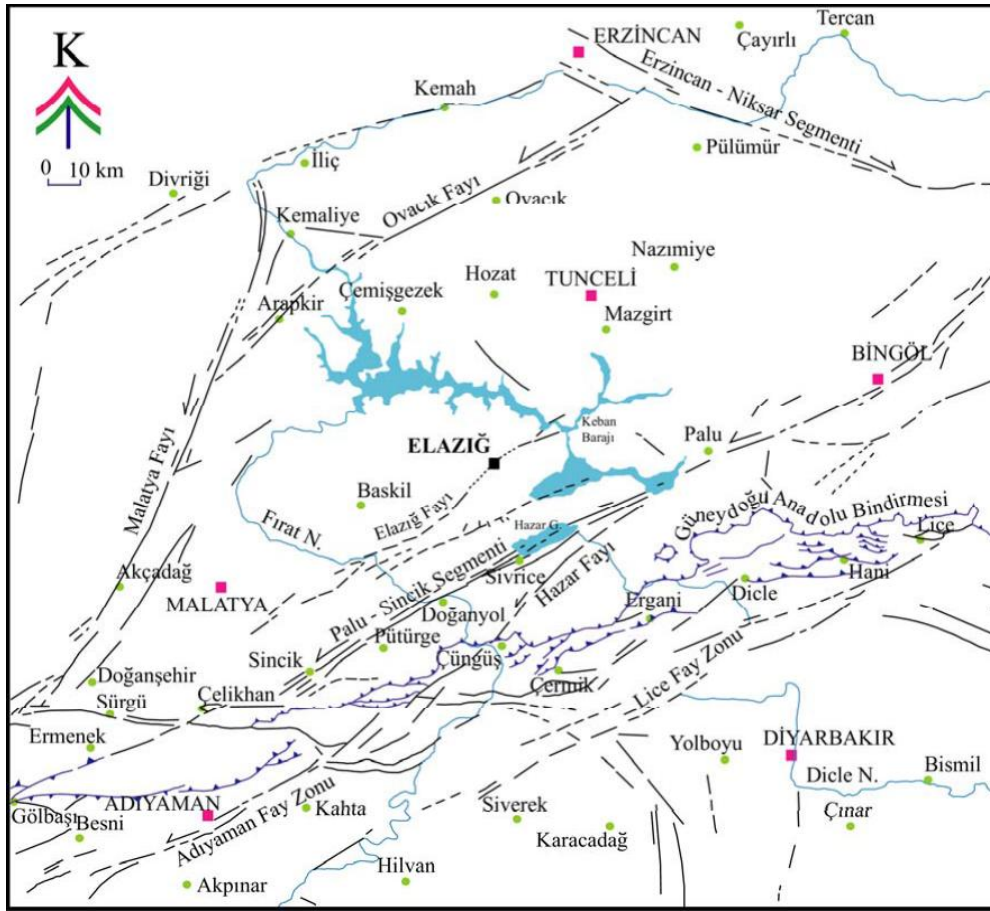 Tercan
ERZİNCAN
Çayırlı
K
Erzincan - Niksar Segmenti
Kemah
0 10 km
İliç
Pülümür
Divriği
Ovacık Fayı
Ovacık
Kemaliye
Nazımiye
Hozat
TUNCELİ
Çemişgezek
Arapkir
Mazgirt
BİNGÖL
Keban
Barajı
Palu
ELAZIĞ
Malatya Fayı
Baskil
Elazığ Fayı
Güneydoğu Anadolu Bindirmesi
Fırat N.
Hazar G.
Lice
Sivrice
Hani
Akçadağ
MALATYA
Palu - Sincik Segmenti
Hazar Fayı
Dicle
Doğanyol
Ergani
Pütürge
Cüngüş
Sincik
Doğanşehir
Çermik
Lice Fay Zonu
Sürgü
Çelikhan
Ermenek
Yolboyu
DİYARBAKIR
Dicle N.
Bismil
ADIYAMAN
Gölbaşı
Kahta
Siverek
Besni
Adıyaman Fay Zonu
Karacadağ
Çınar
Hilvan
Akpınar